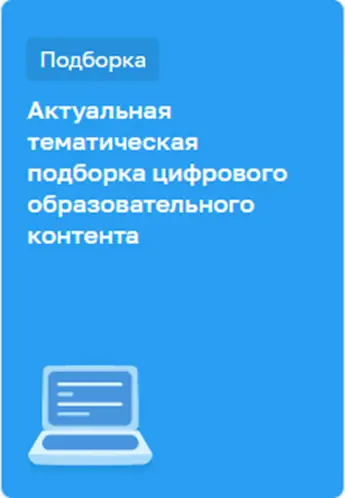 Подборка
Актуальная
тематическая
подборка цифрового
образовательного
контента